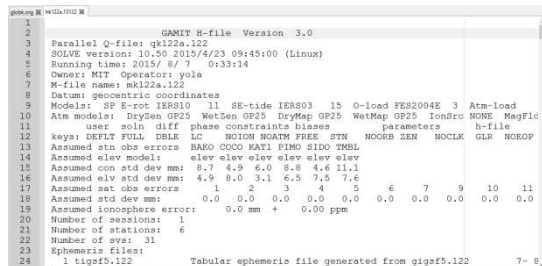 globk.org hk122a.15122
1
2 GAMIT H-file Version 3.0
3 Parallel Q-file: qk122a.122
4 SOLVE version: 10.50 2015/4/23 09:45:00 (Linux)
5 Running time: 2015/ 8/ 7 0:33:14
6 Owner: MIT Operator: yola
7 M-file name: mk122a.122
8 Datum: geocentric coordinates
9 Models: SP E-rot IERS10 11 SE-tide IERS03 15 O-load FES2004E 3 Atm-load
10 Atm models: DryZen GP25 WetZen GP25 DryMap GP25 WetMap GP25 IonSrc NONE MagFld
11 user soln diff phase constraints biases parameters h-file
12 keys: DEFLT FULL DBLE LC NOION NOATM FREE STN NOORB ZEN NOCLK GLR NOEOP
13 Assumed stn obs errors BAKO COCO KAT1 PIMO SIDO TMBL
14 Assumed elev model: elev elev elev elev elev elev
15 Assumed con std dev mm: 8.7 4.9 6.0 8.8 4.6 11.1
16 Assumed elv std dev mm: 4.9 8.0 3.1 6.5 7.5 7.6
17 Assumed sat obs errors 1 2 3 4 5 6 7 9 10 11
18 Assumed std dev mm: 0.0 0.0 0.0 0.0 0.0 0.0 0.0 0.0 0.0 0.0
19 Assumed ionosphere error: 0.0 mm + 0.00 ppm
20 Number of sessions: 1
21 Number of stations: 6
22 Number of svs: 31
23 Ephemeris files:
24 1 tigsf5.122 Tabular ephemeris file generated from gigsf5.122 7- 8